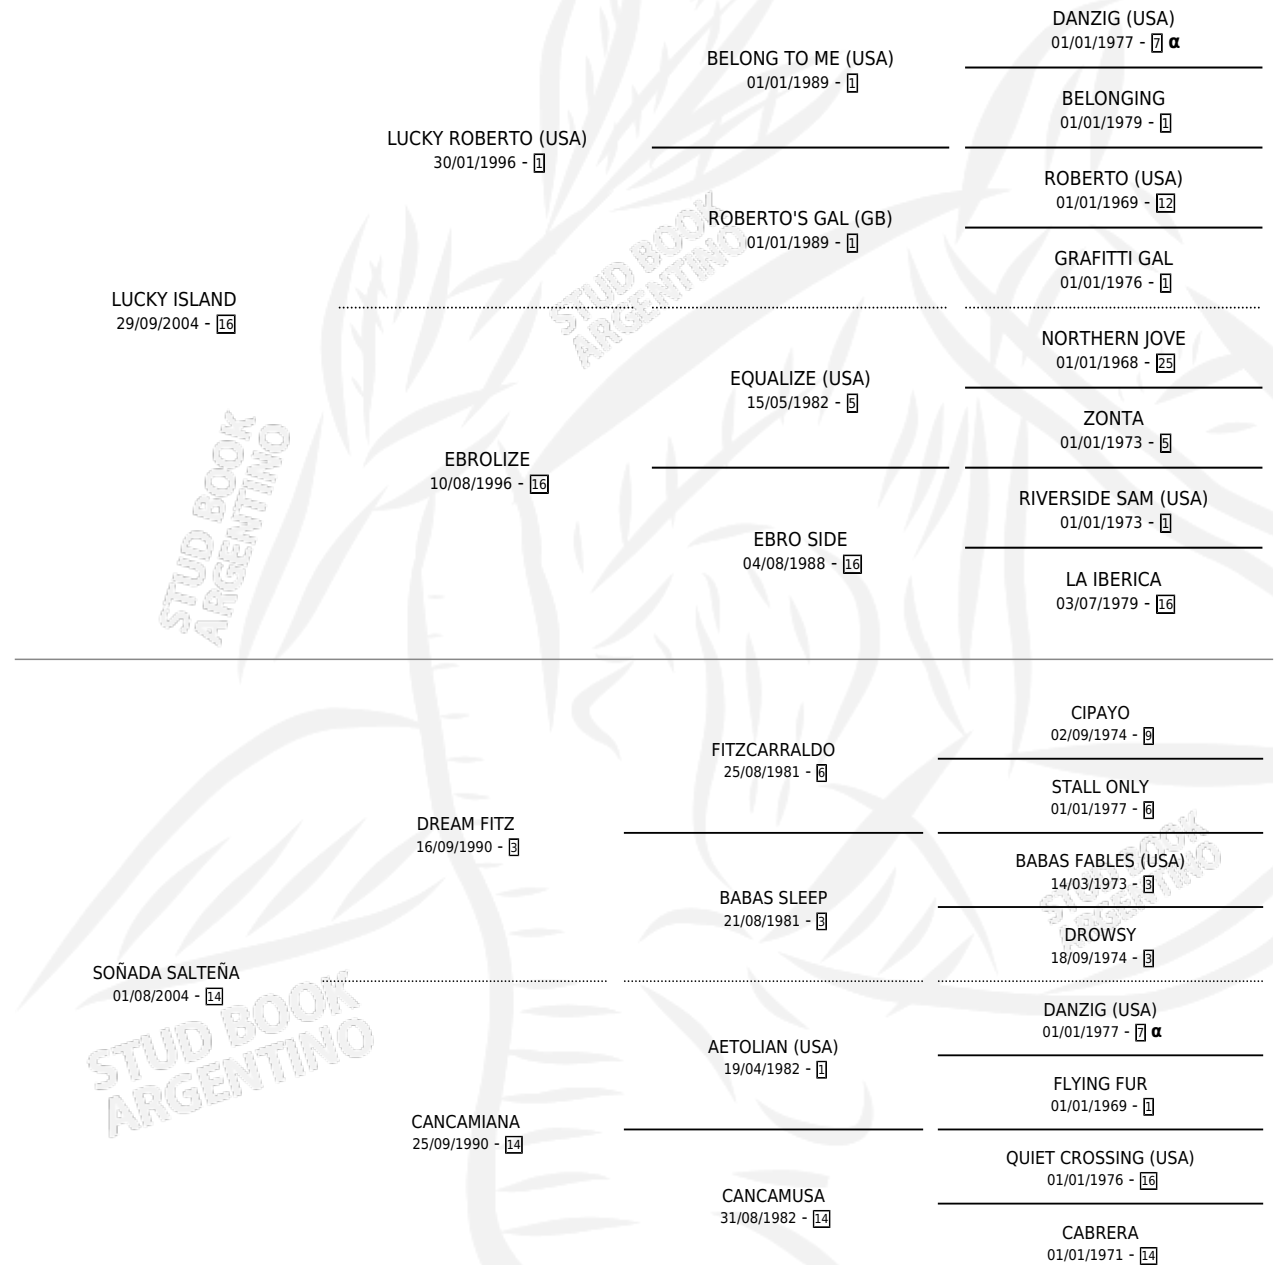 DANZIG (USA)
01/01/1977 - 7 α
BELONG TO ME (USA)
01/01/1989 - 1
BELONGING
01/01/1979 - 1
LUCKY ROBERTO (USA)
30/01/1996 - 1
ROBERTO (USA)
01/01/1969 - 12
ROBERTO'S GAL (GB)
01/01/1989 - 1
GRAFITTI GAL
01/01/1976 - 1
LUCKY ISLAND
29/09/2004 - 16
STUD BOOK
ARGENTINO
NORTHERN JOVE
01/01/1968 - 25
EQUALIZE (USA)
15/05/1982 - 5
ZONTA
01/01/1973 - 5
EBROLIZE
10/08/1996 - 16
RIVERSIDE SAM (USA)
01/01/1973 - 1
EBRO SIDE
04/08/1988 - 16
LA IBERICA
03/07/1979 - 16
STUD BOOK
ARGENTINO
CIPAYO
02/09/1974 - 9
FITZCARRALDO
25/08/1981 - 6
STALL ONLY
01/01/1977 - 6
DREAM FITZ
16/09/1990 - 3
BABAS FABLES (USA)
14/03/1973 - 3
BABAS SLEEP
21/08/1981 - 3
DROWSY
18/09/1974 - 3
STUD BOOK
ARGENTINO
SOÑADA SALTEÑA
01/08/2004 - 14
STUD BOOK
ARGENTINO
DANZIG (USA)
01/01/1977 - 7 α
AETOLIAN (USA)
19/04/1982 - 1
FLYING FUR
01/01/1969 - 1
CANCAMIANA
25/09/1990 - 14
QUIET CROSSING (USA)
01/01/1976 - 16
CANCAMUSA
31/08/1982 - 14
CABRERA
01/01/1971 - 14